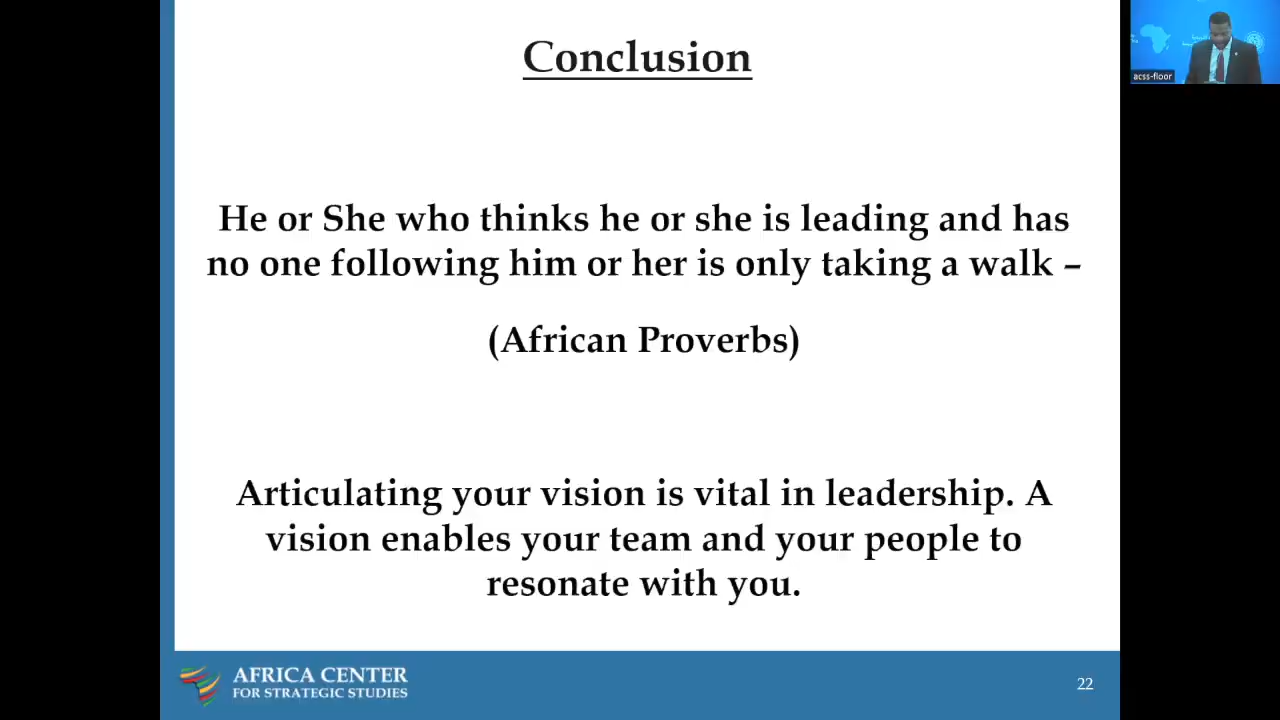 Conclusion
acss-floor
He or She who thinks he or she is leading and has
no one following him or her is only taking a walk –
(African Proverbs)
Articulating your vision is vital in leadership. A
vision enables your team and your people to
resonate with you.
AFRICA CENTER
FOR STRATEGIC STUDIES
22